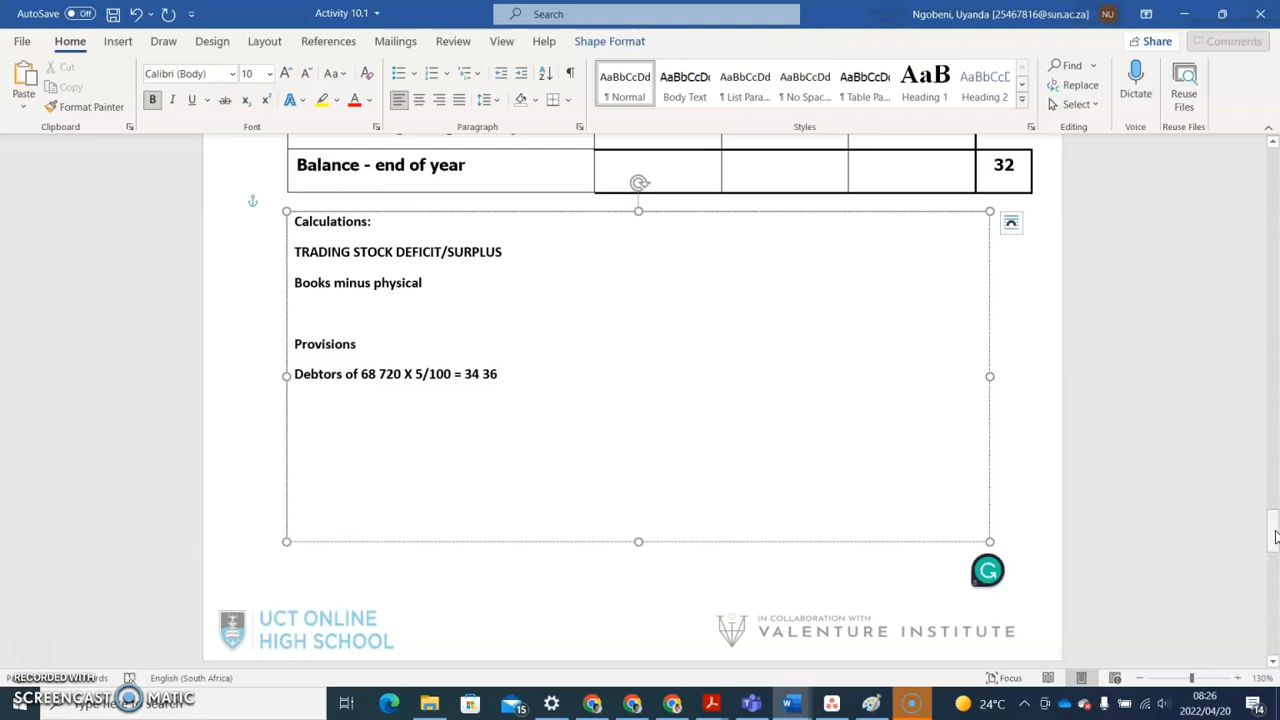 AutoSave Off Activity 10.1 Search Ngobeni, Uyanda [25467816@sun.ac.za] NU
File Home Insert Draw Design Layout References Mailings Review View Help Shape Format Share Comments
Paste Cut Copy Format Painter
Calibri (Body) 10
AaBbCcDd AaBbCcDc AaBbCcDd AaBbCcDd AaBbCcDd AaB AaBbCcD
¶ Normal Body Text ¶ List Para... ¶ No Spac... ¶ Table Pa... Heading 1 Heading 2
Find Replace Select
Dictate
Reuse Files
Clipboard Font Paragraph Styles Editing Voice Reuse Files
Balance - end of year 32
Calculations:
TRADING STOCK DEFICIT/SURPLUS
Books minus physical
Provisions
Debtors of 68 720 X 5/100 = 34 36
UCT ONLINE
HIGH SCHOOL
IN COLLABORATION WITH
VALENTURE INSTITUTE
English (South Africa) Focus 130%
RECORDED WITH
SCREENCAST MATIC
15 24°C 08:26
2022/04/20 14